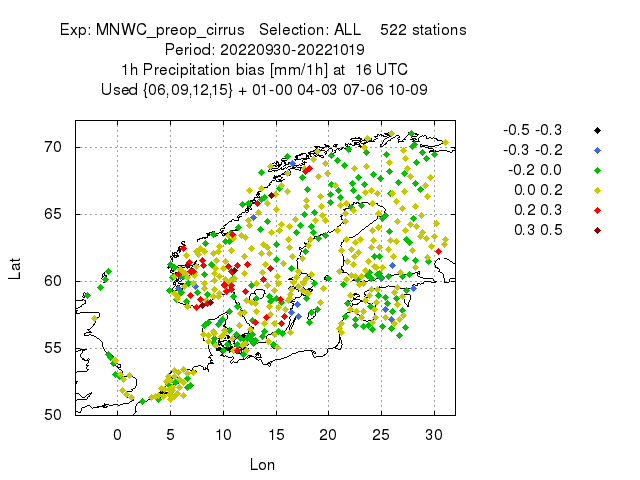 Exp: MNWC_preop_cirrus   Selection: ALL    522 stations
Period: 20220930-20221019
1h Precipitation bias [mm/1h] at  16 UTC
Used {06,09,12,15} + 01-00 04-03 07-06 10-09
-0.5 -0.3
-0.3 -0.2
-0.2 0.0
0.0 0.2
0.2 0.3
0.3 0.5
70
65
60
55
50
Lat
0 5 10 15 20 25 30
Lon